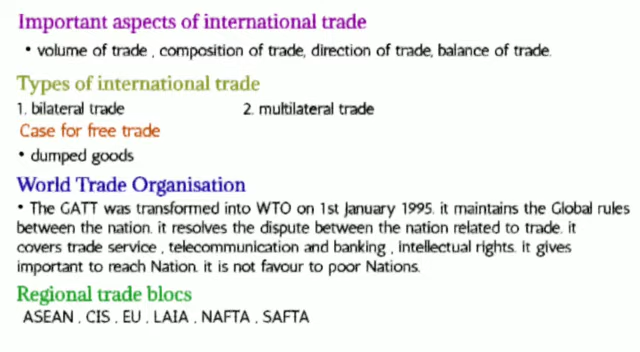 Important aspects of international trade
• volume of trade , composition of trade, direction of trade, balance of trade.
Types of international trade
1. bilateral trade 2. multilateral trade
Case for free trade
• dumped goods
World Trade Organisation
• The GATT was transformed into WTO on 1st January 1995. it maintains the Global rules
between the nation. it resolves the dispute between the nation related to trade. it
covers trade service , telecommunication and banking , intellectual rights. it gives
important to reach Nation. it is not favour to poor Nations.
Regional trade blocs
ASEAN , CIS , EU , LAIA , NAFTA , SAFTA